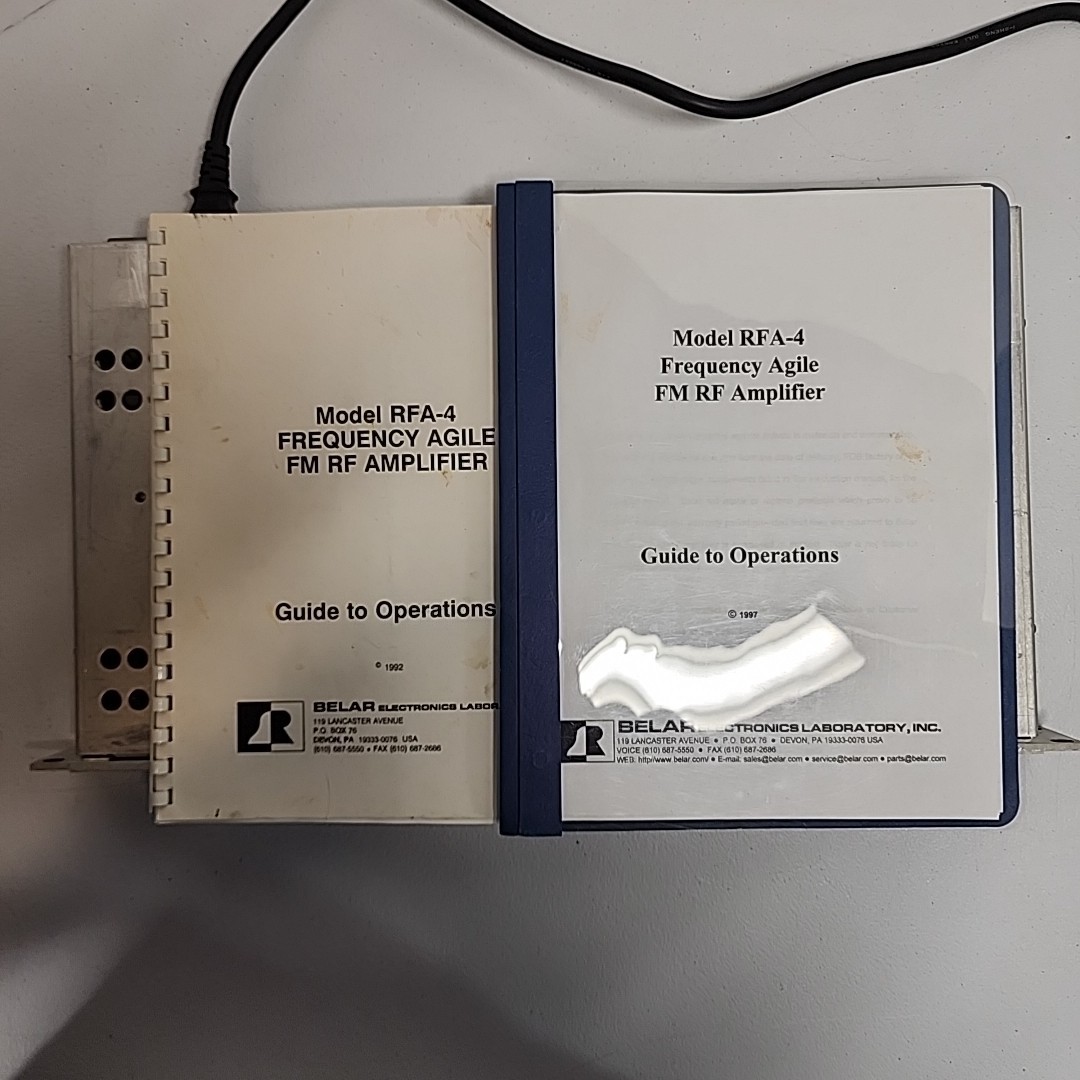 Model RFA-4
FREQUENCY AGILE
FM RF AMPLIFIER
Guide to Operations
© 1992
BELAR ELECTRONICS LABOR
119 LANCASTER AVENUE
P.O. BOX 76
DEVON, PA 19333-0076 USA
(610) 687-5550 • FAX (610) 687-2686
Model RFA-4
Frequency Agile
FM RF Amplifier
Guide to Operations
© 1997
BELAR ELECTRONICS LABORATORY, INC.
119 LANCASTER AVENUE • P.O. BOX 76 • DEVON, PA 19333-0076 USA
VOICE (610) 687-5550 • FAX (610) 687-2686
WEB: http//www.belar.com/ • E-mail: sales@belar.com • service@belar.com • parts@belar.com